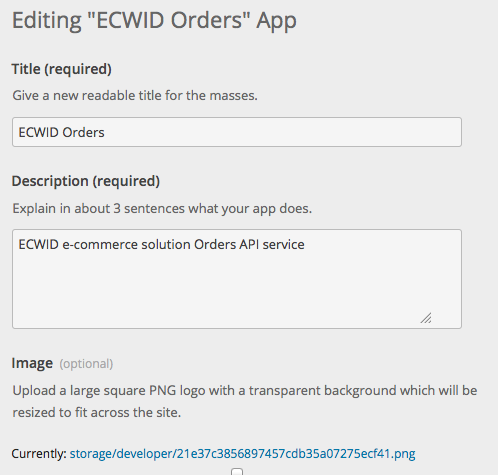 Editing "ECWID Orders" App
Title (required)
Give a new readable title for the masses.
ECWID Orders
Description (required)
Explain in about 3 sentences what your app does.
ECWID e-commerce solution Orders API service
Image (optional)
Upload a large square PNG logo with a transparent background which will be
resized to fit across the site.
Currently: storage/developer/21e37c3856897457cdb35a07275ecf41.png